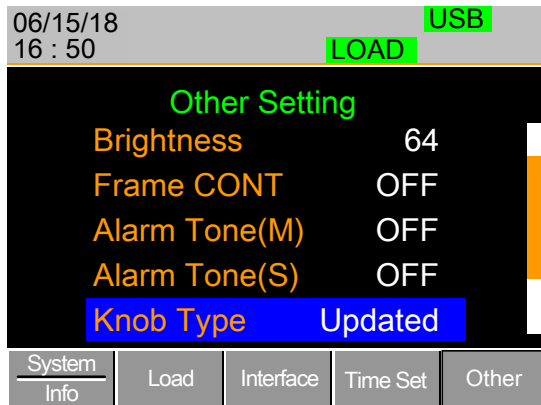 06/15/18 USB
16 : 50 LOAD
Other Setting
Brightness 64
Frame CONT OFF
Alarm Tone(M) OFF
Alarm Tone(S) OFF
Knob Type Updated
System
Info
Load Interface Time Set Other